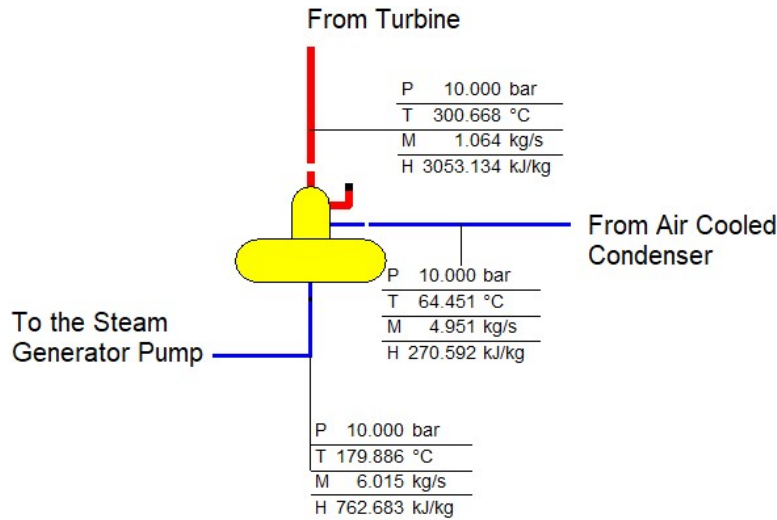 From Turbine
P 10.000 bar
T 300.668 °C
M 1.064 kg/s
H 3053.134 kJ/kg
From Air Cooled
Condenser
P 10.000 bar
T 64.451 °C
M 4.951 kg/s
H 270.592 kJ/kg
To the Steam
Generator Pump
P 10.000 bar
T 179.886 °C
M 6.015 kg/s
H 762.683 kJ/kg